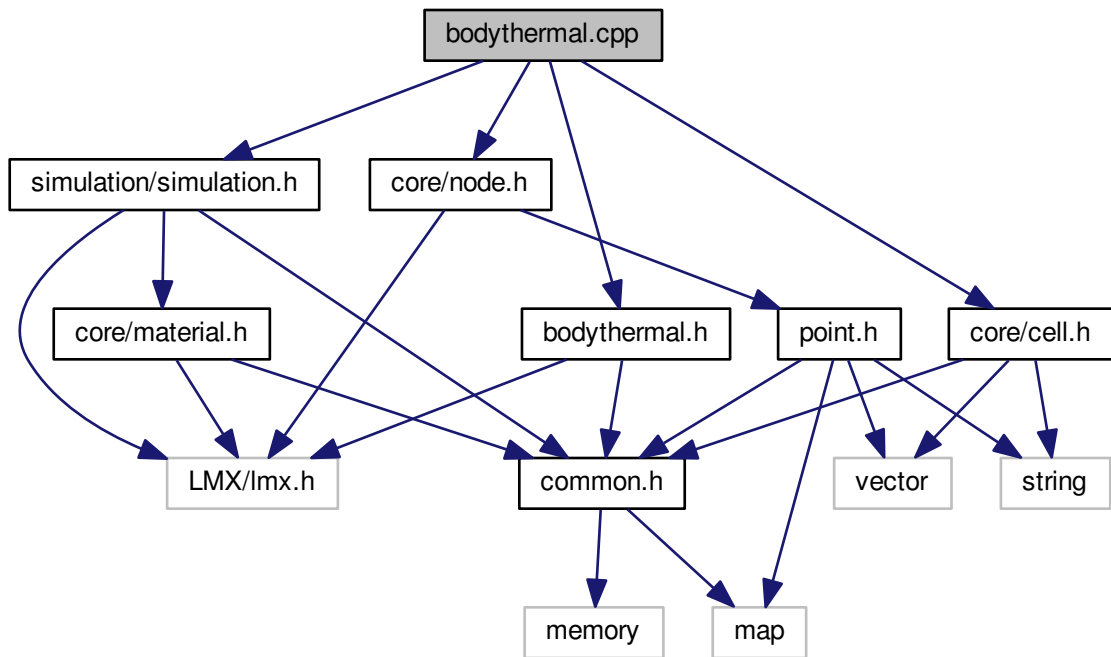 bodythermal.cpp
simulation/simulation.h
core/node.h
core/material.h
bodythermal.h
point.h
core/cell.h
LMX/lmx.h
common.h
vector
string
memory
map